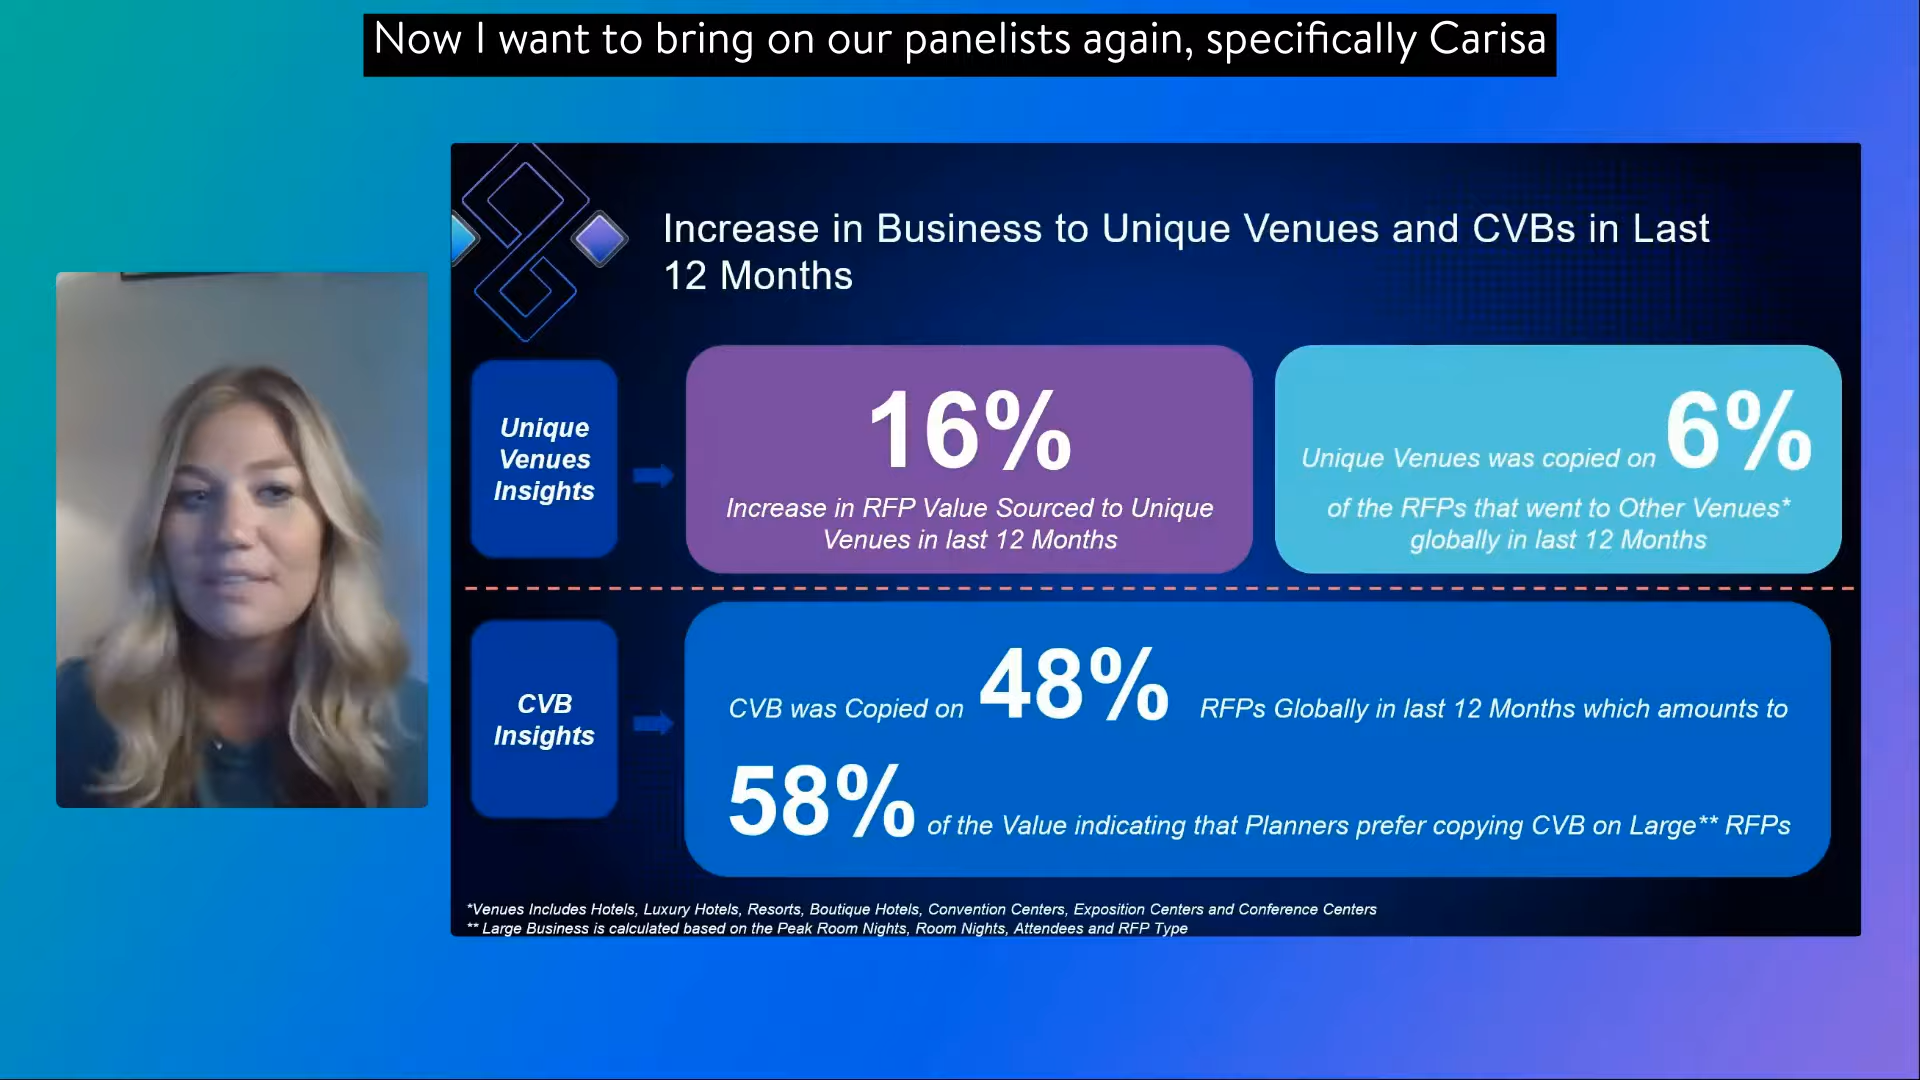 Now I want to bring on our panelists again, specifically Carisa
Increase in Business to Unique Venues and CVBs in Last
12 Months
Unique
Venues
Insights
16%
Increase in RFP Value Sourced to Unique
Venues in last 12 Months
Unique Venues was copied on 6%
of the RFPs that went to Other Venues*
globally in last 12 Months
CVB
Insights
CVB was Copied on 48% RFPs Globally in last 12 Months which amounts to
58% of the Value indicating that Planners prefer copying CVB on Large** RFPs
*Venues Includes Hotels, Luxury Hotels, Resorts, Boutique Hotels, Convention Centers, Exposition Centers and Conference Centers
** Large Business is calculated based on the Peak Room Nights, Room Nights, Attendees and RFP Type